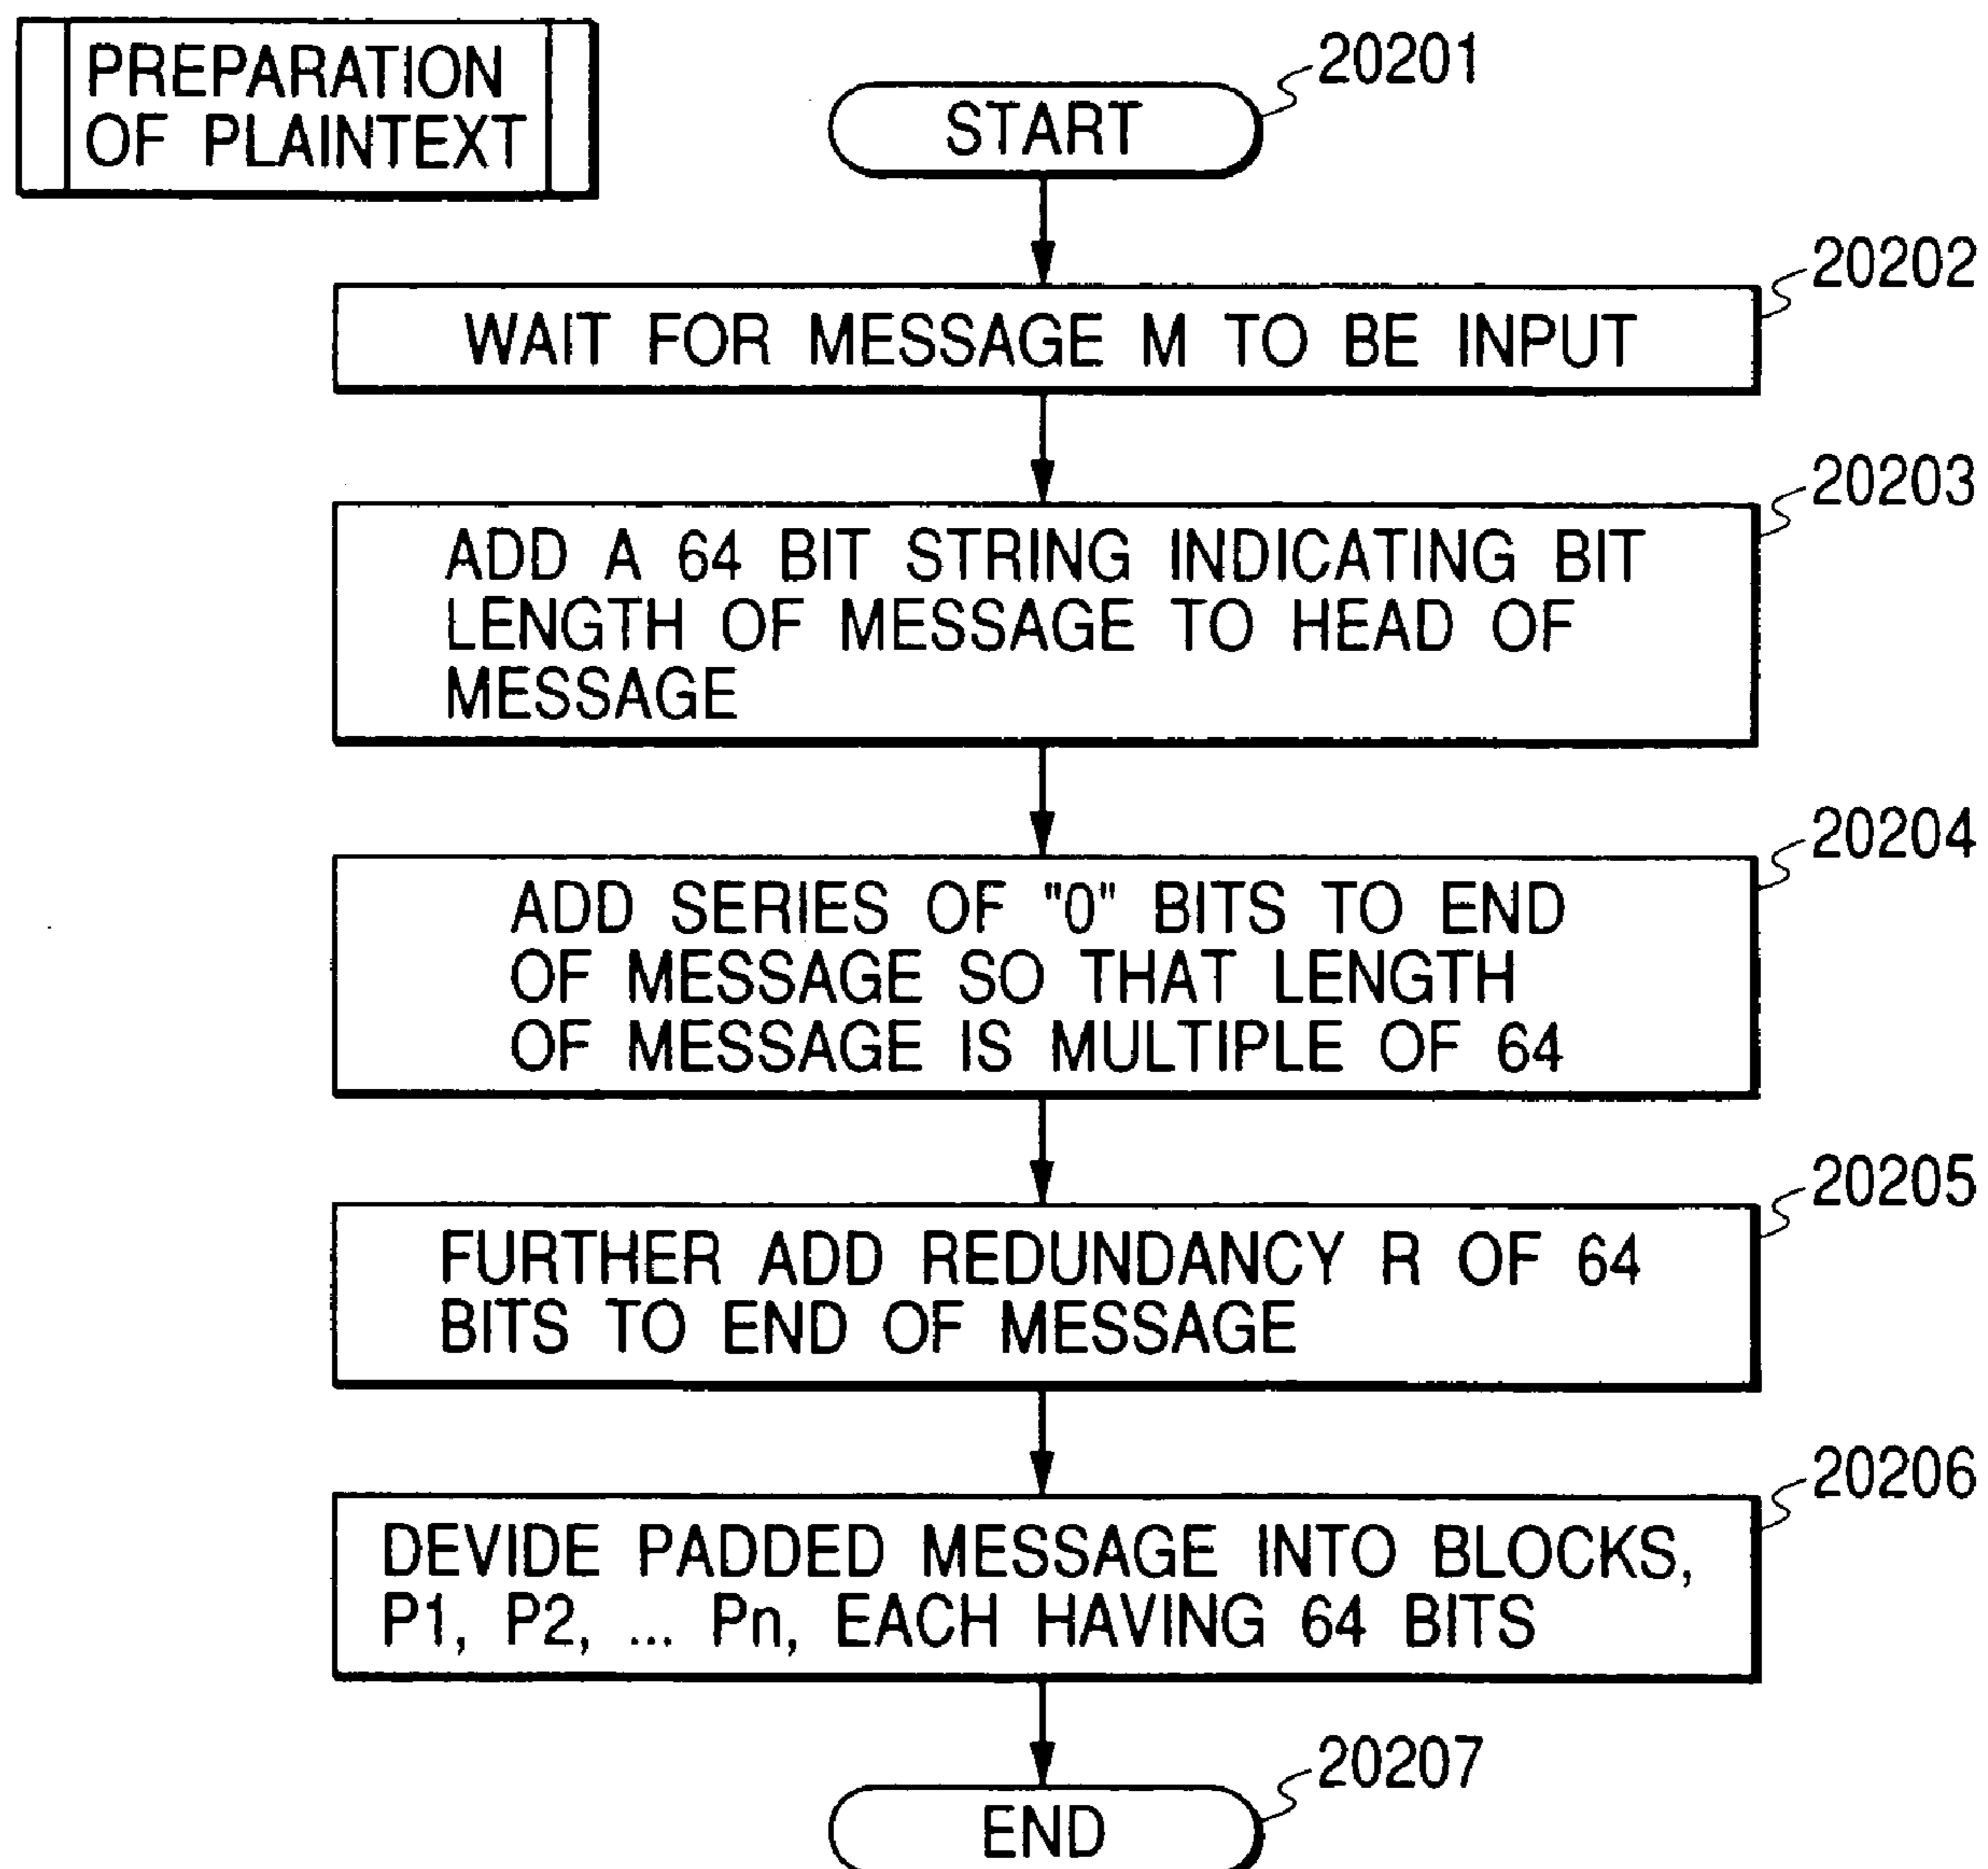 PREPARATION
OF PLAINTEXT
START
20201
20202
WAIT FOR MESSAGE M TO BE INPUT
20203
ADD A 64 BIT STRING INDICATING BIT
LENGTH OF MESSAGE TO HEAD OF
MESSAGE
20204
ADD SERIES OF "0" BITS TO END
OF MESSAGE SO THAT LENGTH
OF MESSAGE IS MULTIPLE OF 64
20205
FURTHER ADD REDUNDANCY R OF 64
BITS TO END OF MESSAGE
20206
DEVIDE PADDED MESSAGE INTO BLOCKS,
P1, P2, ... Pn, EACH HAVING 64 BITS
20207
END